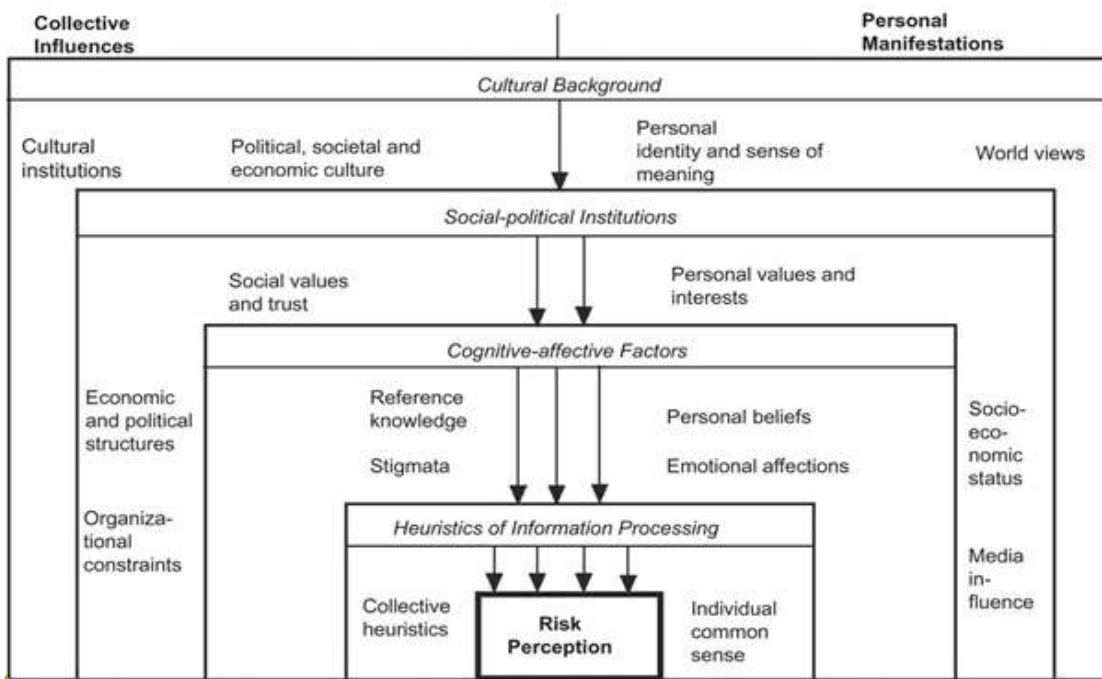 Collective
Influences
Personal
Manifestations
Cultural Background
Cultural
institutions
Political, societal and
economic culture
Personal
identity and sense of
meaning
World views
Social-political Institutions
Social values
and trust
Personal values and
interests
Cognitive-affective Factors
Economic
and political
structures
Reference
knowledge
Personal beliefs
Socio-
eco-
nomic
status
Stigmata
Emotional affections
Organiza-
tional
constraints
Heuristics of Information Processing
Media
in-
fluence
Collective
heuristics
Risk
Perception
Individual
common
sense